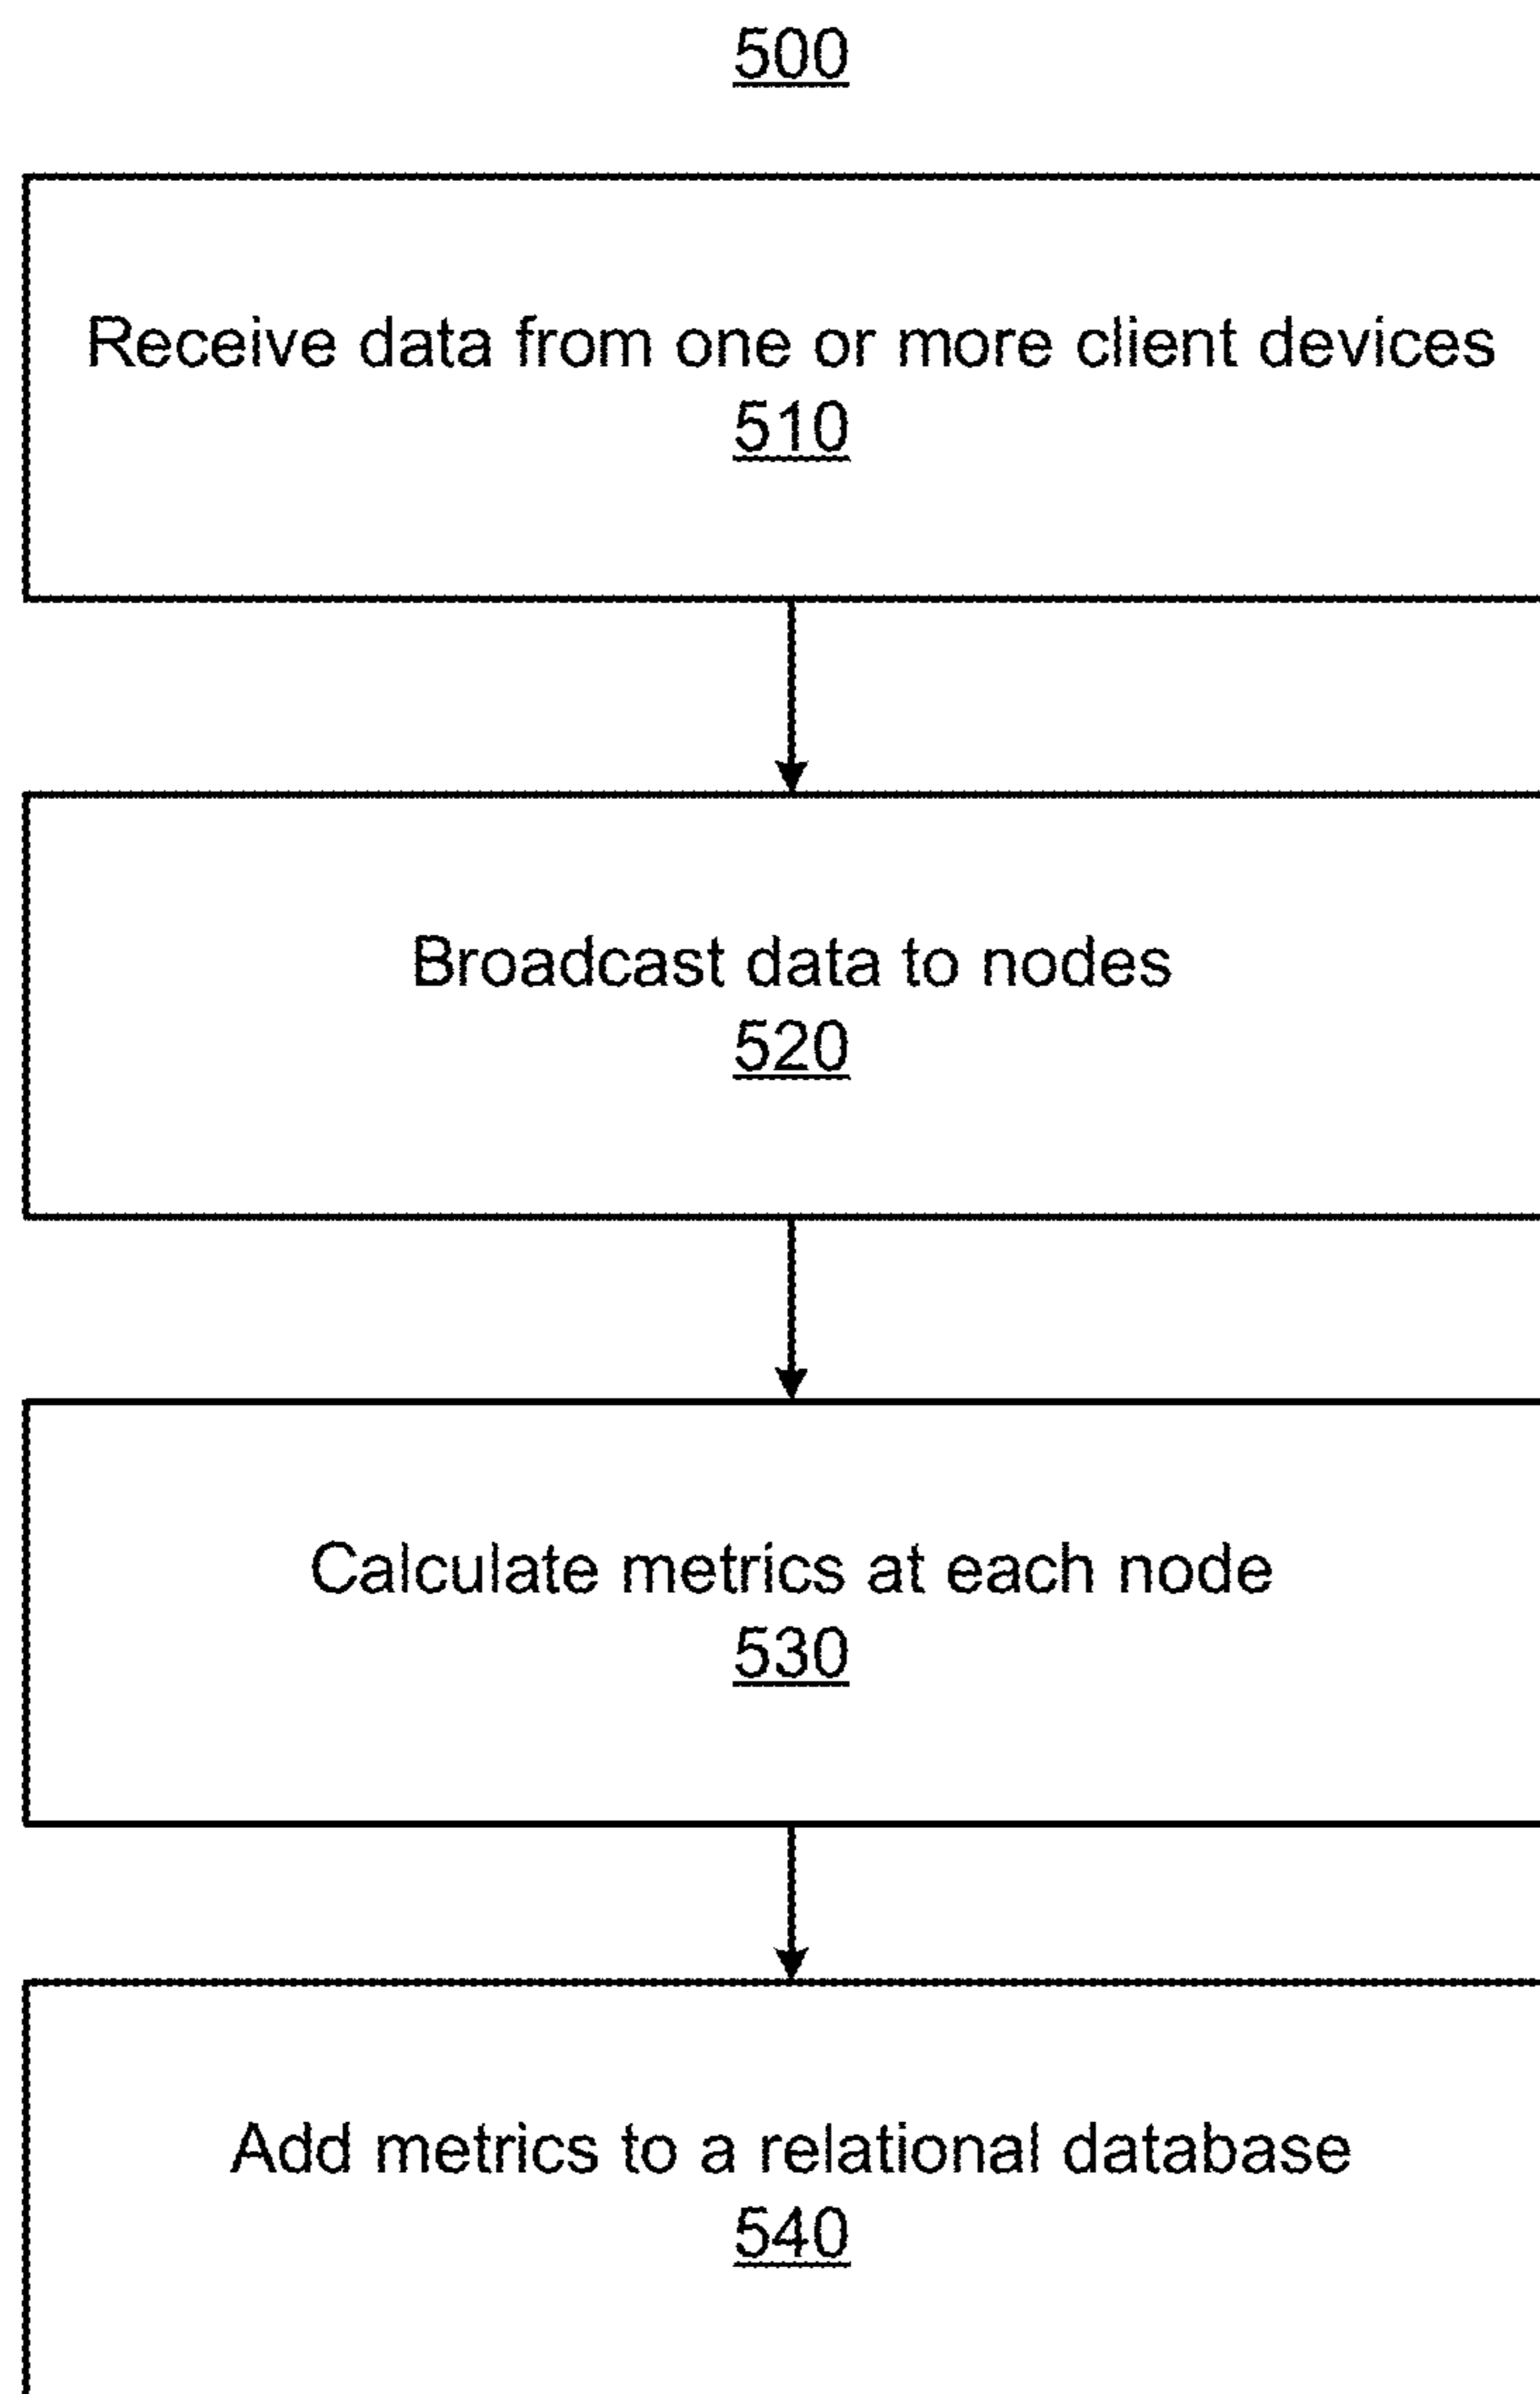 500
Receive data from one or more client devices
510
Broadcast data to nodes
520
Calculate metrics at each node
530
Add metrics to a relational database
540